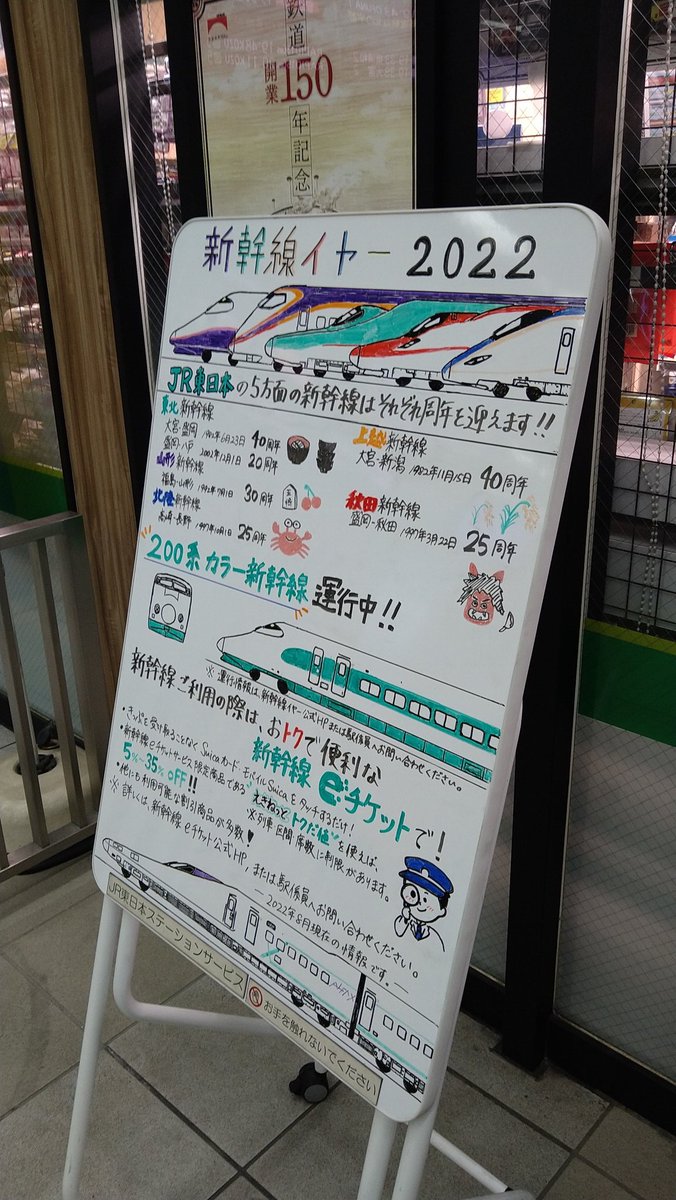 鉄道
開業150
年記念
新幹線イヤー 2022
JR東日本の5方面の新幹線はそれぞれ周年を迎えます!!
東北新幹線
大宮-盛岡 1982年6月23日 40周年
盛岡-八戸 2002年12月1日 20周年
山形新幹線
福島-山形 1992年7月1日 30周年
北陸新幹線
高崎-長野 1997年10月1日 25周年
上越新幹線
大宮-新潟 1982年11月15日 40周年
秋田新幹線
盛岡-秋田 1997年3月22日 25周年
200系カラー新幹線 運行中!!
※運行情報は、新幹線イヤー公式HPまたは駅係員へお問い合わせください。
新幹線ご利用の際は、おトクで便利な
新幹線eチケットで!
・きっぷを受け取ることなくSuicaカード、モバイルSuicaをタッチするだけ!
・新幹線eチケットサービス限定商品である"えきねっとトクだ値"を使えば、
5%~35%OFF!! ※列車、区間、席数に制限があります。
・他にも利用可能な割引商品が多数♥
※詳しくは、新幹線eチケット公式HP、または駅係員へお問い合わせください。
―2022年8月現在の情報です。―
JR東日本ステーションサービス
お手を触れないでください